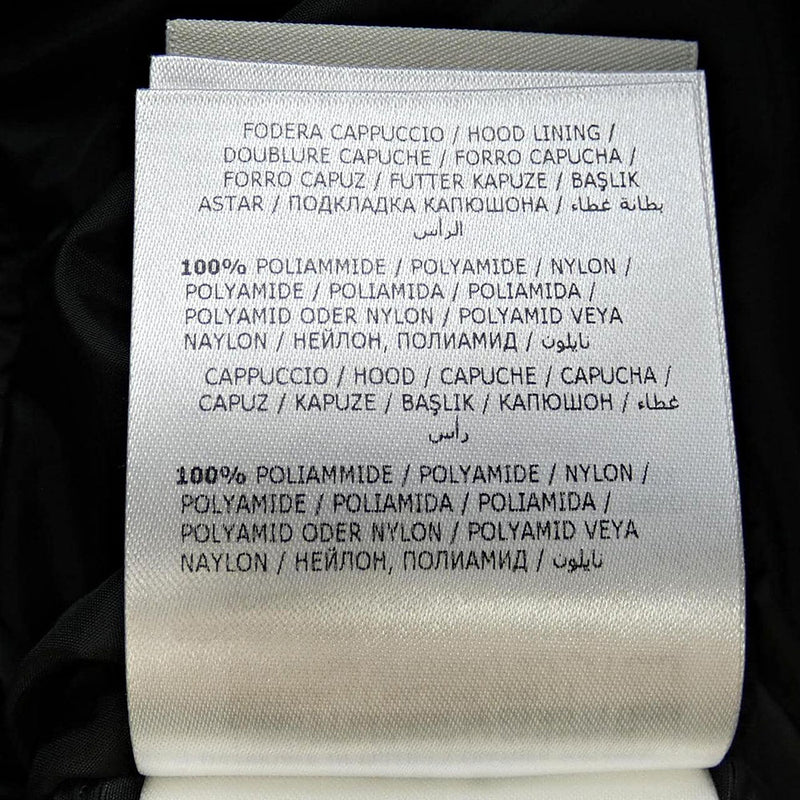 FODERA CAPPUCCIO / HOOD LINING /
DOUBLURE CAPUCHE / FORRO CAPUCHA /
FORRO CAPUZ / FUTTER KAPUZE / BAŞLIK
ASTAR / ПОДКЛАДКА КАПЮШОНА / بطانة غطاء
الرأس
100% POLIAMMIDE / POLYAMIDE / NYLON /
POLYAMIDE / POLIAMIDA / POLIAMIDA /
POLYAMID ODER NYLON / POLYAMID VEYA
NAYLON / НЕЙЛОН, ПОЛИАМИД / نايلون
CAPPUCCIO / HOOD / CAPUCHE / CAPUCHA /
CAPUZ / KAPUZE / BAŞLIK / КАПЮШОН / غطاء
رأس
100% POLIAMMIDE / POLYAMIDE / NYLON /
POLYAMIDE / POLIAMIDA / POLIAMIDA /
POLYAMID ODER NYLON / POLYAMID VEYA
NAYLON / НЕЙЛОН, ПОЛИАМИД / نايلون